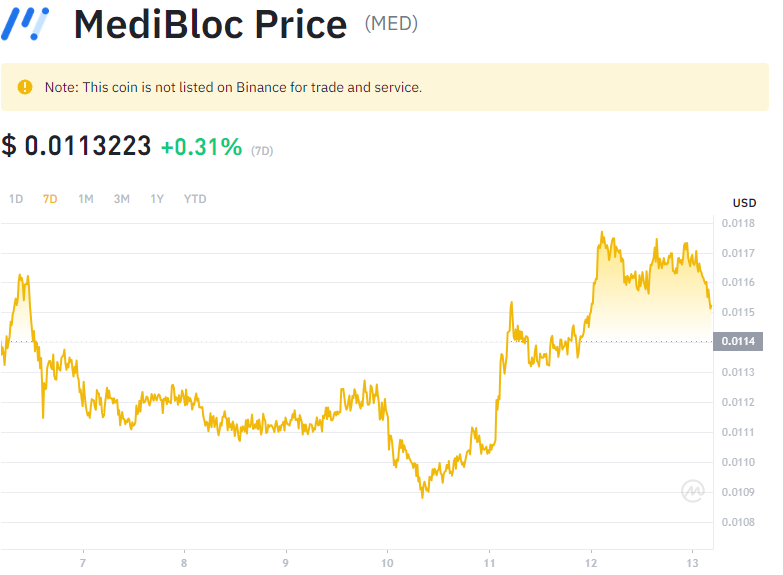 MediBloc Price (MED)
Note: This coin is not listed on Binance for trade and service.
$ 0.0113223 +0.31% (7D)
1D 7D 1M 3M 1Y YTD
USD
0.0118
0.0117
0.0116
0.0115
0.0114
0.0113
0.0112
0.0111
0.0110
0.0109
0.0108
7 8 9 10 11 12 13